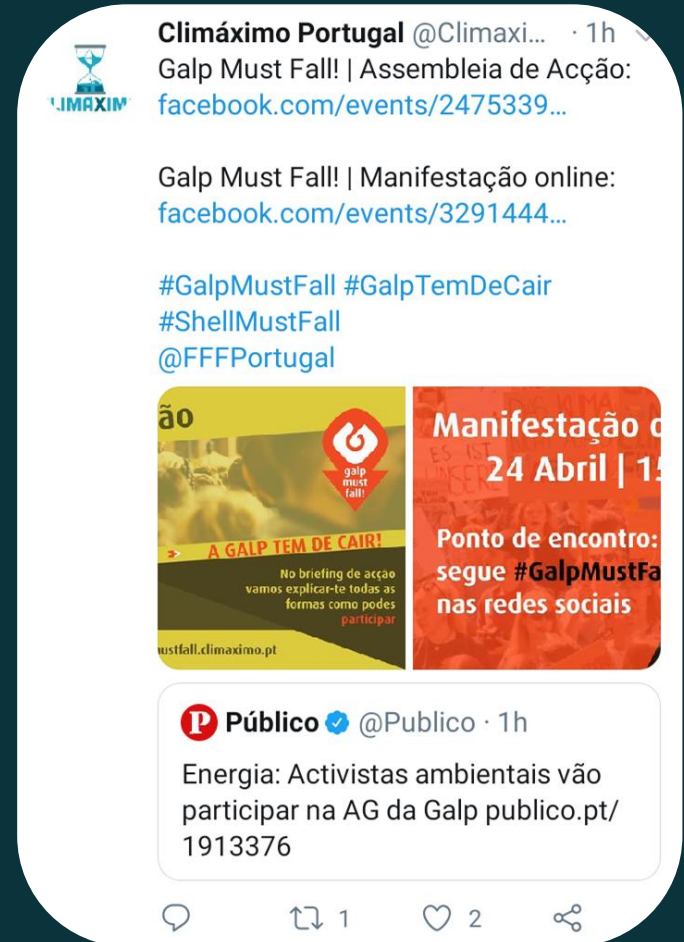 Climáximo Portugal @Climaxi... · 1h
Galp Must Fall! | Assembleia de Acção:
facebook.com/events/2475339...
Galp Must Fall! | Manifestação online:
facebook.com/events/3291444...
#GalpMustFall #GalpTemDeCair
#ShellMustFall
@FFFPortugal
ão
galp
must
fall!
A GALP TEM DE CAIR!
No briefing de acção
vamos explicar-te todas as
formas como podes
participar
ustfall.climaximo.pt
Manifestação
24 Abril | 15
Ponto de encontro:
segue #GalpMustFa
nas redes sociais
P Público @Publico · 1h
Energia: Activistas ambientais vão
participar na AG da Galp publico.pt/
1913376
1 2